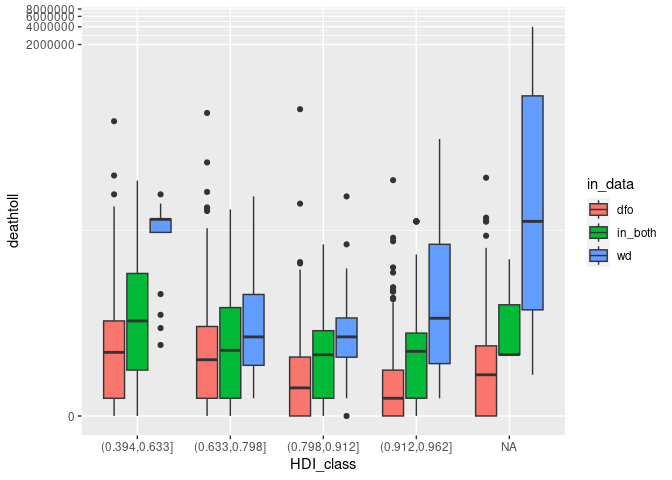 8000000
6000000
4000000
2000000
0
deathtoll
(0.394,0.633]
(0.633,0.798]
(0.798,0.912]
(0.912,0.962]
NA
HDI_class
in_data
dfo
in_both
wd